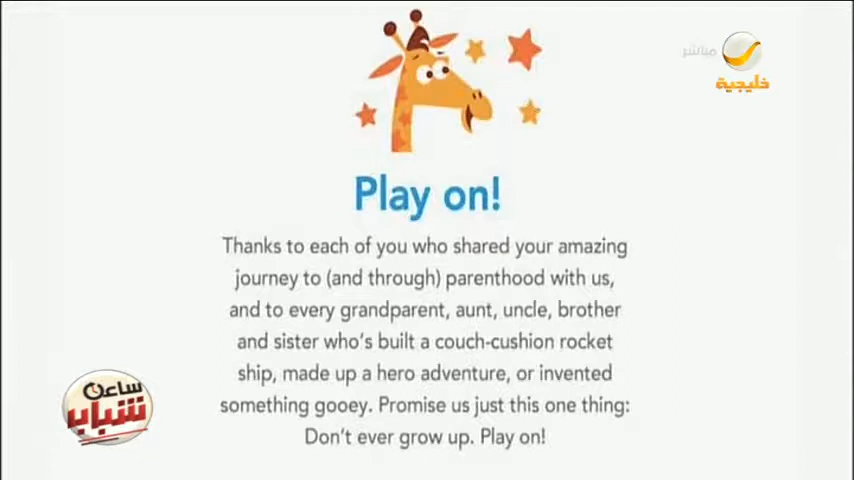 مباشر
خليجية
Play on!
Thanks to each of you who shared your amazing
journey to (and through) parenthood with us,
and to every grandparent, aunt, uncle, brother
and sister who's built a couch-cushion rocket
ship, made up a hero adventure, or invented
something gooey. Promise us just this one thing:
Don't ever grow up. Play on!
ساعة
شباب